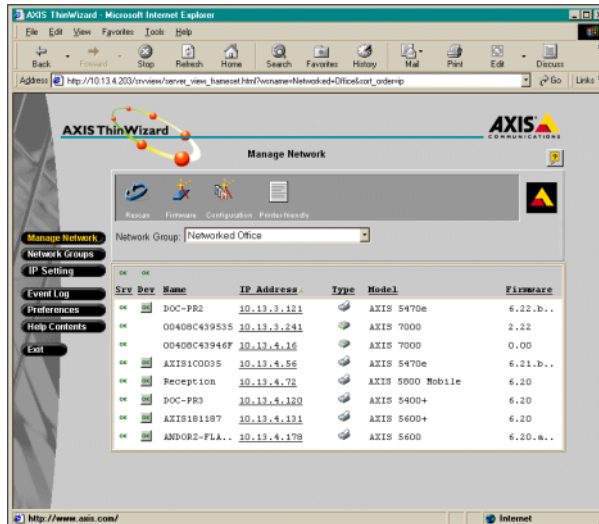 AXIS ThinWizard - Microsoft Internet Explorer
File Edit View Favorites Tools Help
Back Forward Stop Refresh Home Search Favorites History Mail Print Edit Discuss
Address http://10.13.4.203/srvview/server_view_frameset.html?wsname=Networked+Office&sort_order=ip Go Links
AXIS ThinWizard
AXIS
COMMUNICATIONS
Manage Network
?
Rescan Firmware Configuration Printer friendly
Manage Network
Network Group: Networked Office
Network Groups
IP Setting
Event Log
Preferences
Help Contents
Exit
OK OK
Srv Dev Name IP Address Type Model Firmware
OK OK DOC-PR2 10.13.3.121 AXIS 5470e 6.22.b..
OK 00408C439535 10.13.3.241 AXIS 7000 2.22
OK 00408C43946F 10.13.4.16 AXIS 7000 0.00
OK OK AXIS1C0035 10.13.4.56 AXIS 5470e 6.21.b..
OK OK Reception 10.13.4.72 AXIS 5800 Mobile 6.20
OK OK DOC-PR3 10.13.4.120 AXIS 5400+ 6.20
OK OK AXIS181187 10.13.4.131 AXIS 5600+ 6.20
OK OK ANDORZ-FLA.. 10.13.4.178 AXIS 5600 6.20.m..
http://www.axis.com/ Internet